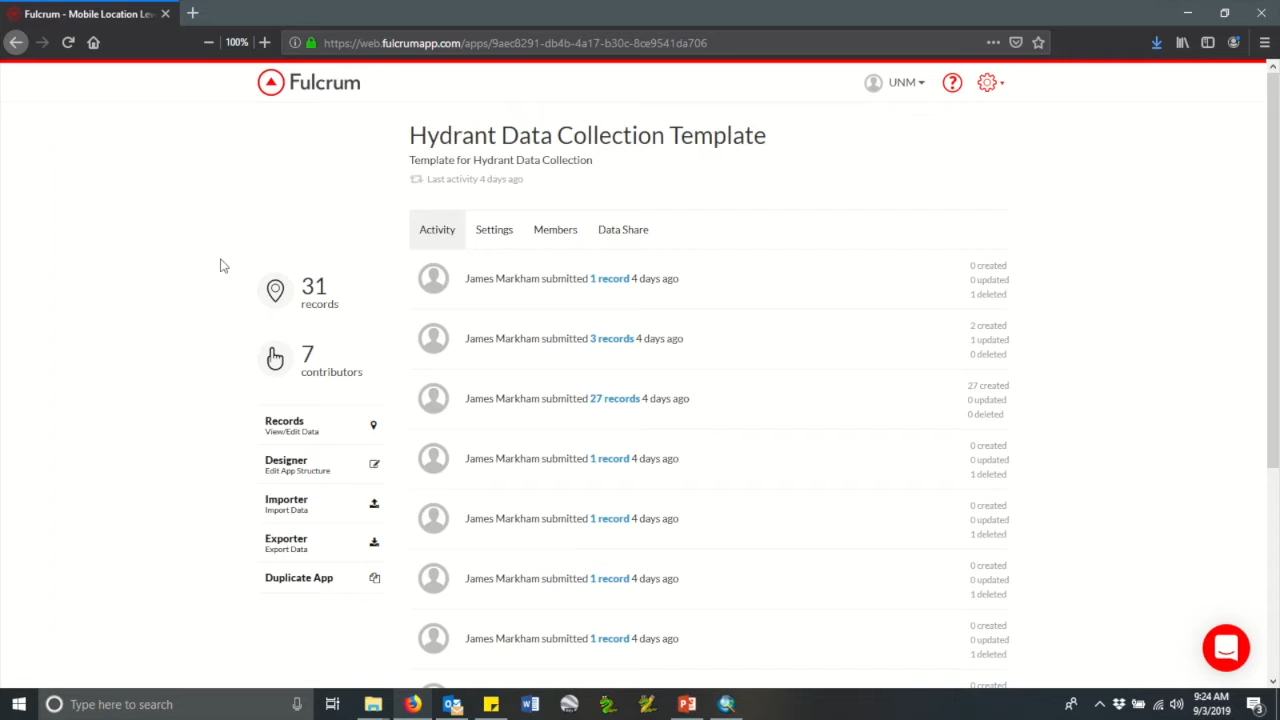 Fulcrum - Mobile Location Le
100%
https://web.fulcrumapp.com/apps/9aec8291-db4b-4a17-b30c-8ce9541da706
Fulcrum
UNM
Hydrant Data Collection Template
Template for Hydrant Data Collection
Last activity 4 days ago
Activity Settings Members Data Share
31
records
7
contributors
Records
View/Edit Data
Designer
Edit App Structure
Importer
Import Data
Exporter
Export Data
Duplicate App
James Markham submitted 1 record 4 days ago
0 created
0 updated
1 deleted
James Markham submitted 3 records 4 days ago
2 created
1 updated
0 deleted
James Markham submitted 27 records 4 days ago
27 created
0 updated
0 deleted
James Markham submitted 1 record 4 days ago
0 created
0 updated
1 deleted
James Markham submitted 1 record 4 days ago
0 created
0 updated
1 deleted
James Markham submitted 1 record 4 days ago
0 created
0 updated
1 deleted
James Markham submitted 1 record 4 days ago
0 created
0 updated
1 deleted
0 created
Type here to search
9:24 AM
9/3/2019
3